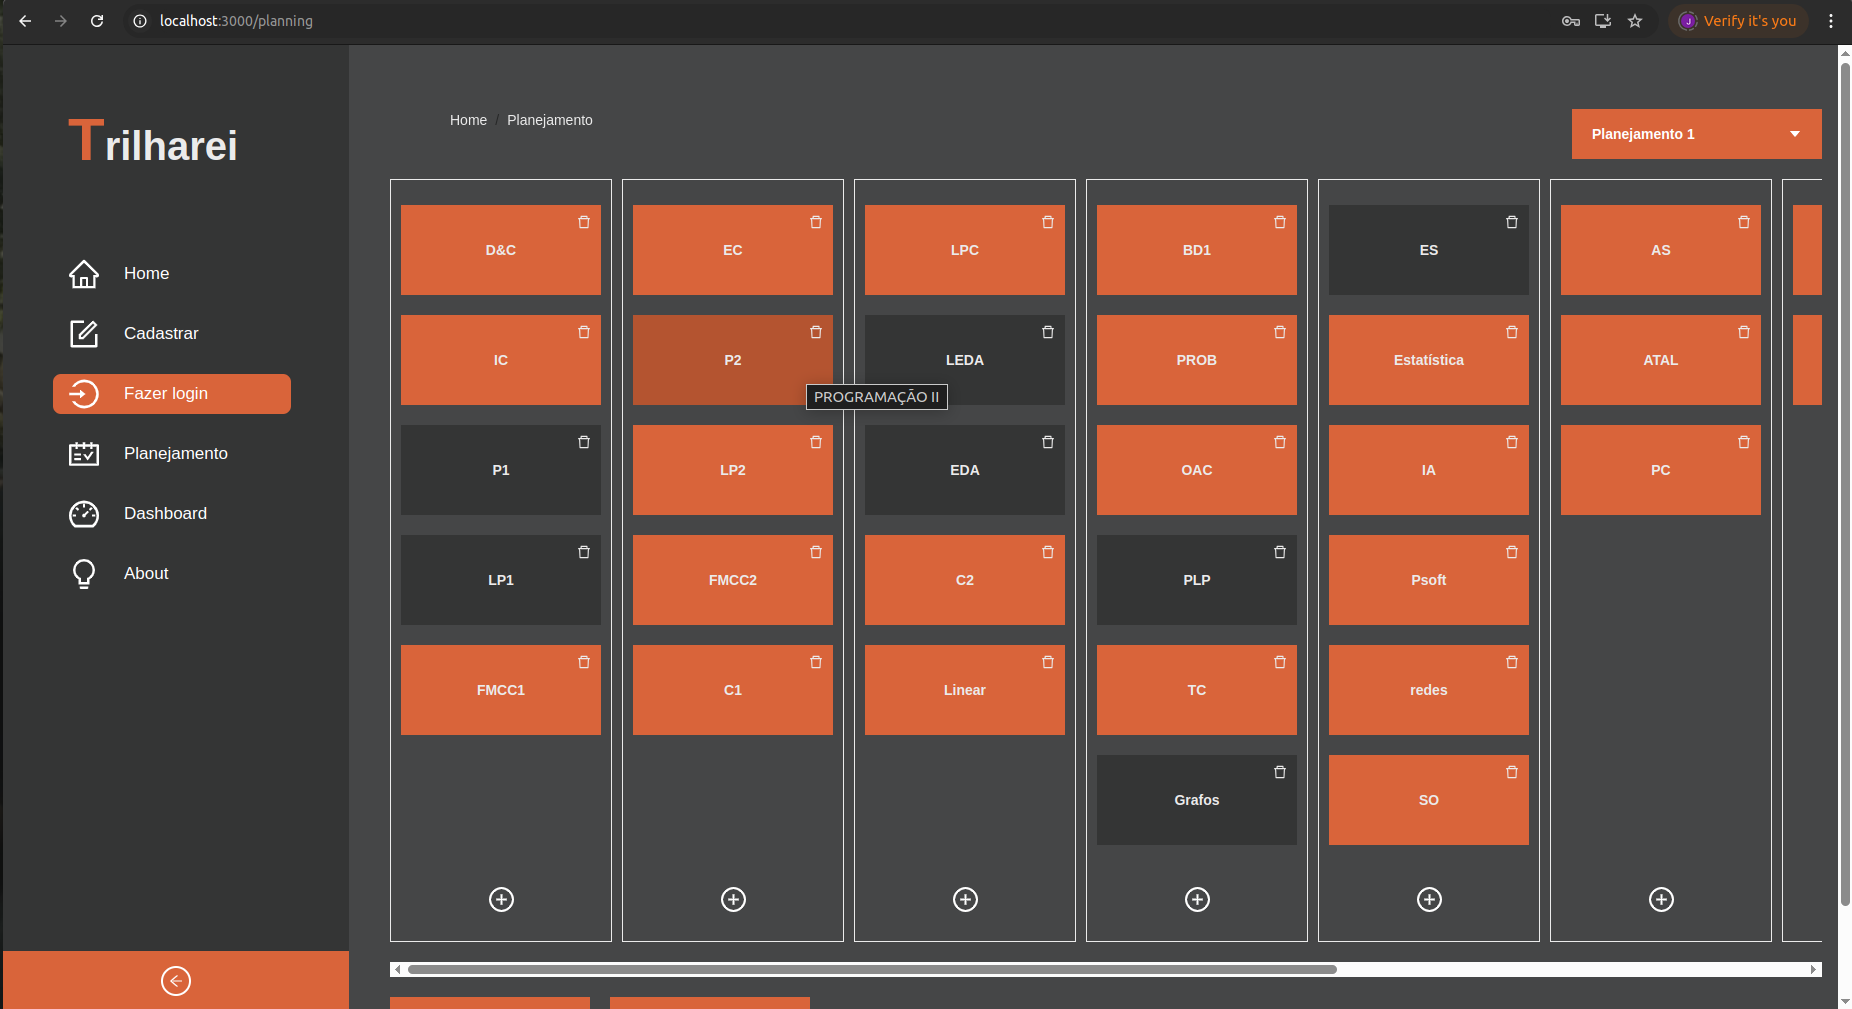 localhost:3000/planning
Verify it's you
Trilharei
Home
Cadastrar
Fazer login
Planejamento
Dashboard
About
Home / Planejamento
Planejamento 1
D&C
IC
P1
LP1
FMCC1
EC
P2
PROGRAMAÇÃO II
LP2
FMCC2
C1
LPC
LEDA
EDA
C2
Linear
BD1
PROB
OAC
PLP
TC
Grafos
ES
Estatística
IA
Psoft
redes
SO
AS
ATAL
PC